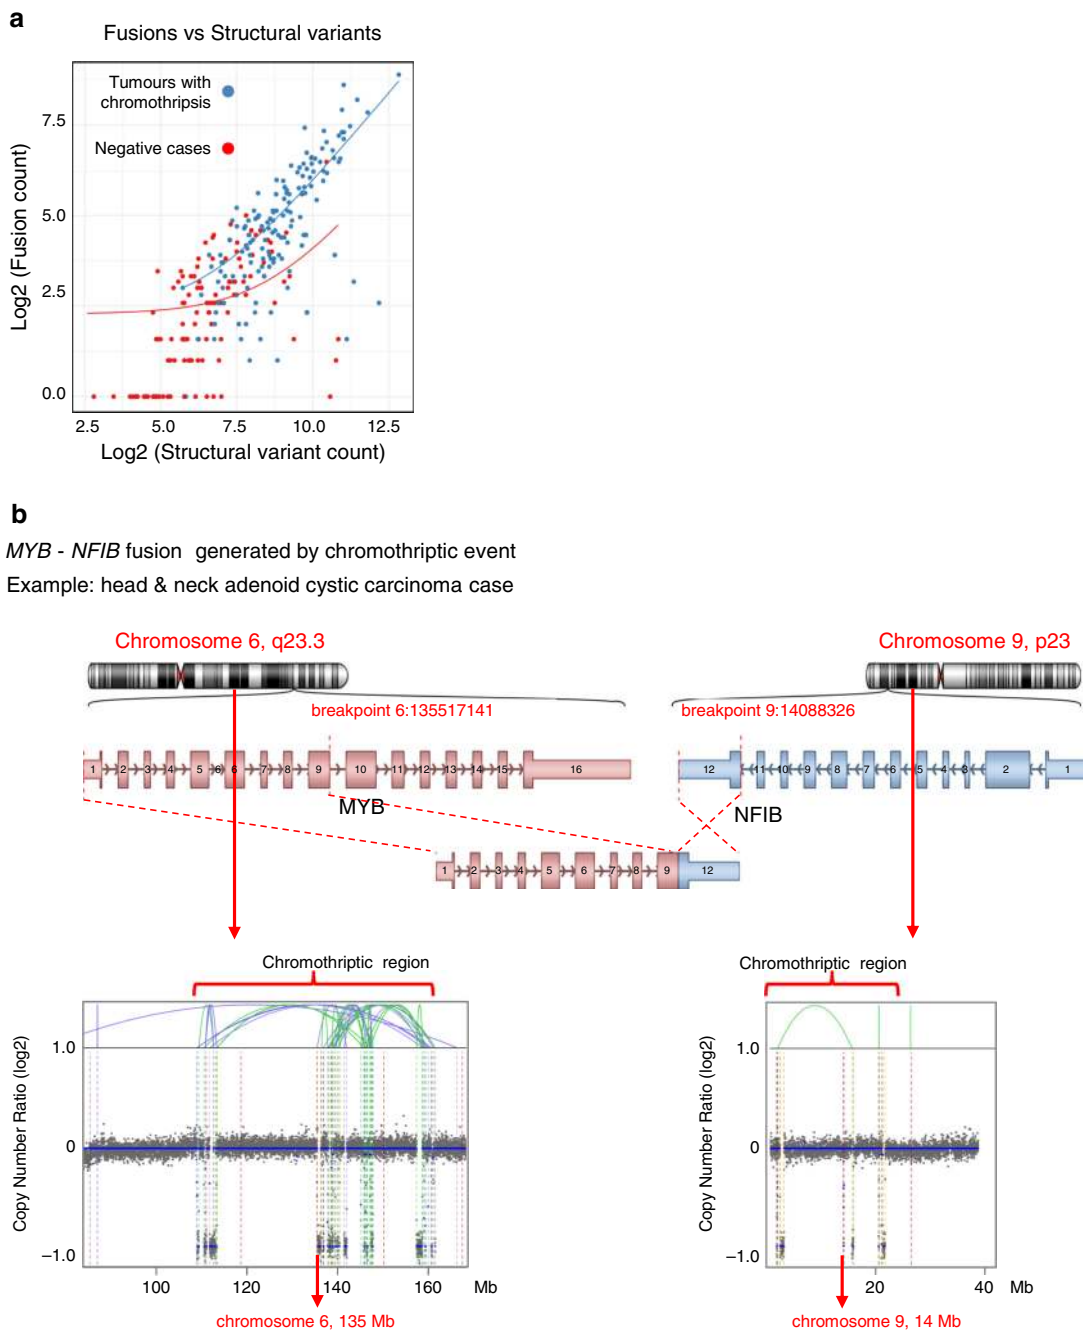 a
Fusions vs Structural variants
Tumours with
chromothripsis
Negative cases
Log2 (Fusion count)
7.5
5.0
2.5
0.0
2.5 5.0 7.5 10.0 12.5
Log2 (Structural variant count)
b
MYB - NFIB fusion generated by chromothriptic event
Example: head & neck adenoid cystic carcinoma case
Chromosome 6, q23.3
Chromosome 9, p23
breakpoint 6:135517141
breakpoint 9:14088326
1 2 3 4 5 6 6 7 8 9 10 11 12 13 14 15 16
12 11 10 9 8 7 6 5 4 3 2 1
MYB
NFIB
1 2 3 4 5 6 7 8 9 12
Chromothriptic region
Copy Number Ratio (log2)
1.0
0
−1.0
100 120 140 160 Mb
chromosome 6, 135 Mb
Chromothriptic region
Copy Number Ratio (log2)
1.0
0
−1.0
20 40 Mb
chromosome 9, 14 Mb